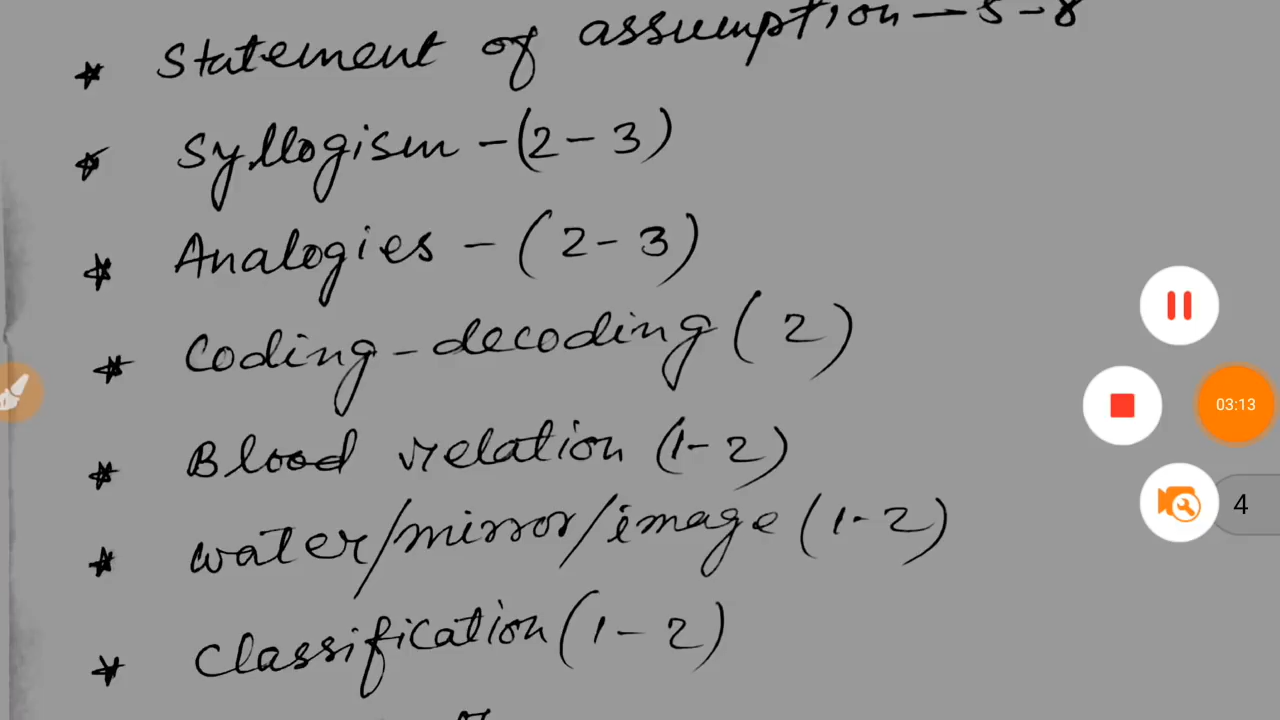 * Statement of assumption - 5-8
* Syllogism - (2-3)
* Analogies - (2-3)
* Coding-decoding (2)
* Blood relation (1-2)
* water/mirror/image (1-2)
* Classification (1-2)
03:13
4